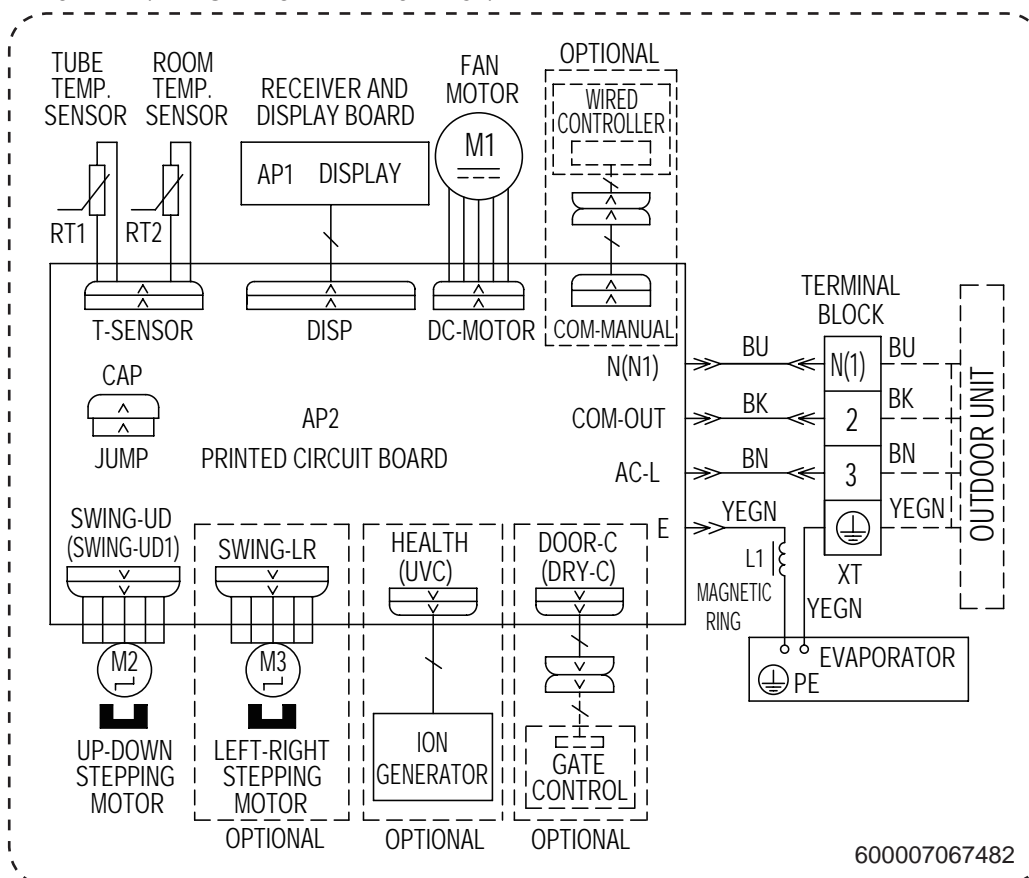 TUBE
TEMP.
SENSOR
ROOM
TEMP.
SENSOR
RECEIVER AND
DISPLAY BOARD
FAN
MOTOR
OPTIONAL
WIRED
CONTROLLER
AP1 DISPLAY
M1
RT1
RT2
T-SENSOR
DISP
DC-MOTOR
COM-MANUAL
TERMINAL
BLOCK
N(N1)
BU
N(1)
BU
CAP
JUMP
AP2
PRINTED CIRCUIT BOARD
COM-OUT
BK
2
BK
AC-L
BN
3
BN
OUTDOOR UNIT
E
YEGN
YEGN
L1
MAGNETIC
RING
XT
YEGN
EVAPORATOR
PE
SWING-UD
(SWING-UD1)
SWING-LR
HEALTH
(UVC)
DOOR-C
(DRY-C)
M2
M3
UP-DOWN
STEPPING
MOTOR
LEFT-RIGHT
STEPPING
MOTOR
ION
GENERATOR
GATE
CONTROL
OPTIONAL
OPTIONAL
OPTIONAL
600007067482